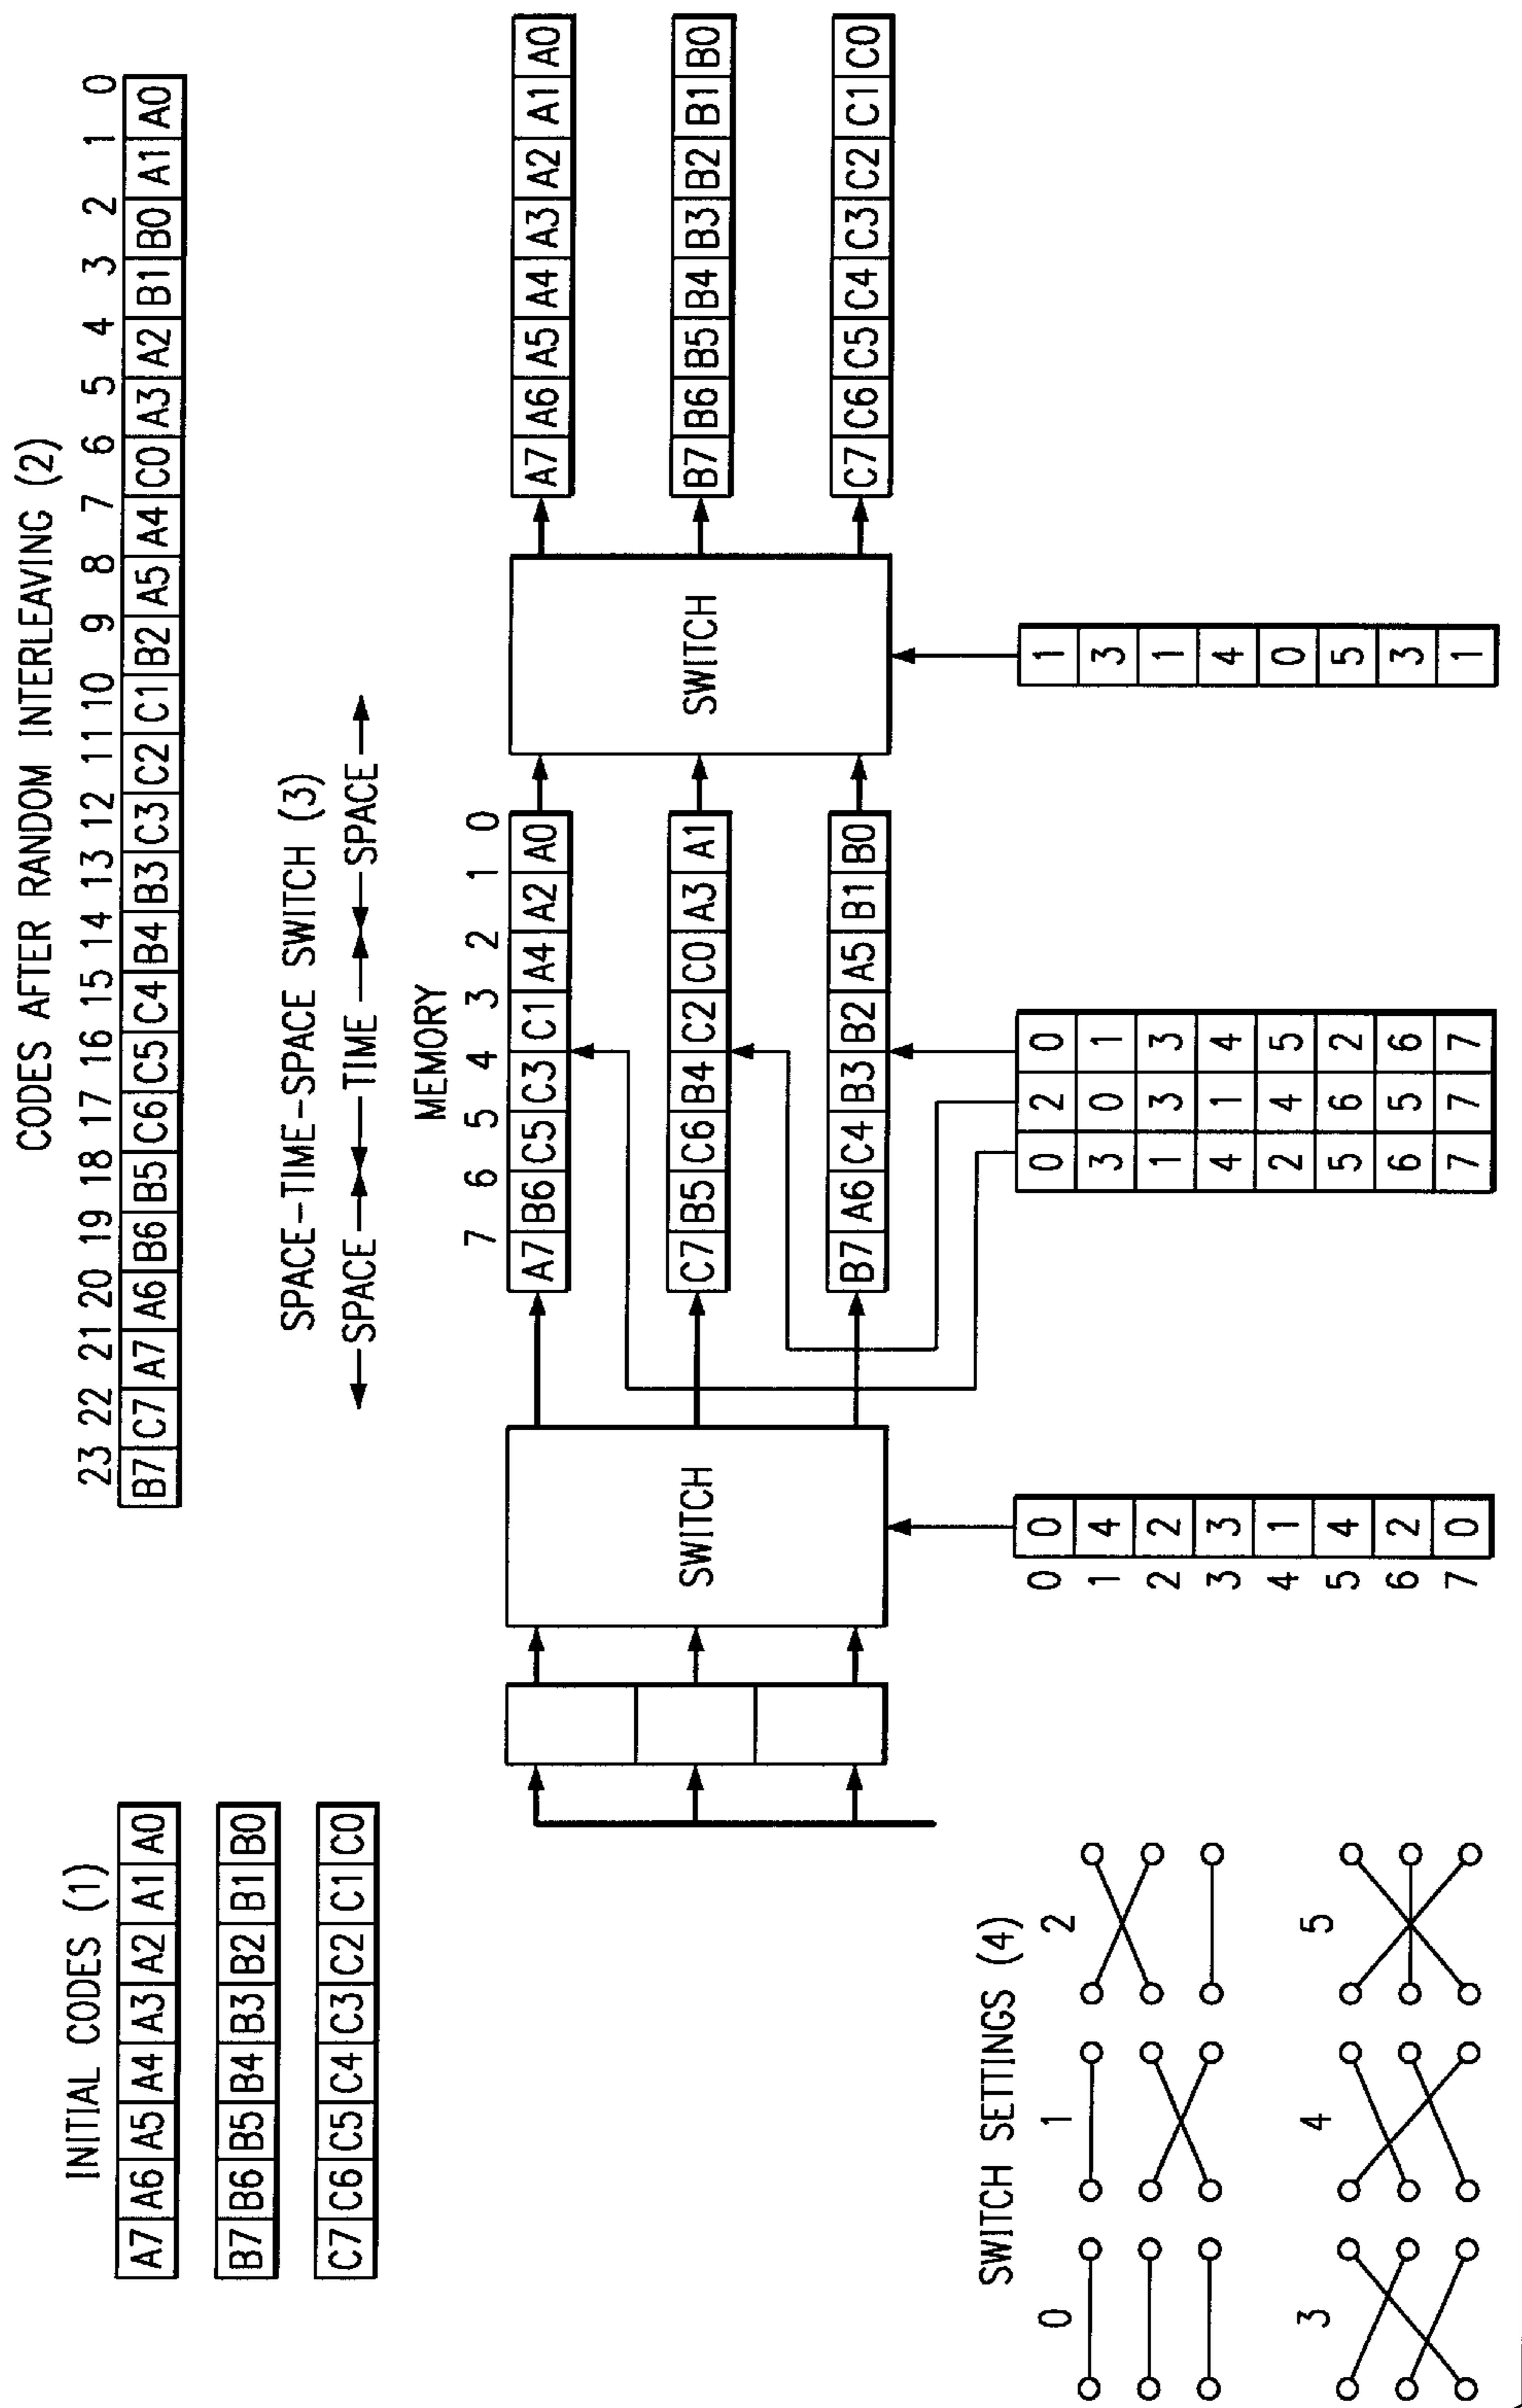 INITIAL CODES (1)
A7 A6 A5 A4 A3 A2 A1 A0
B7 B6 B5 B4 B3 B2 B1 B0
C7 C6 C5 C4 C3 C2 C1 C0
CODES AFTER RANDOM INTERLEAVING (2)
23 22 21 20 19 18 17 16 15 14 13 12 11 10 9 8 7 6 5 4 3 2 1 0
B7 C7 A7 A6 B6 B5 C6 C5 C4 B4 B3 C3 C2 C1 B2 A5 A4 C0 A3 A2 B1 B0 A1 A0
SPACE-TIME-SPACE SWITCH (3)
SPACE TIME SPACE
MEMORY
7 6 5 4 3 2 1 0
A7 B6 C5 C3 C1 A4 A2 A0
C7 B5 C6 B4 C2 C0 A3 A1
B7 A6 C4 B3 B2 A5 B1 B0
SWITCH
SWITCH
A7 A6 A5 A4 A3 A2 A1 A0
B7 B6 B5 B4 B3 B2 B1 B0
C7 C6 C5 C4 C3 C2 C1 C0
0 0
1 4
2 2
3 3
4 1
5 4
6 2
7 0
0 2 0
3 0 1
1 3 3
4 1 4
2 4 5
5 6 2
6 5 6
7 7 7
1
3
1
4
0
5
3
1
SWITCH SETTINGS (4)
0 1 2
3 4 5